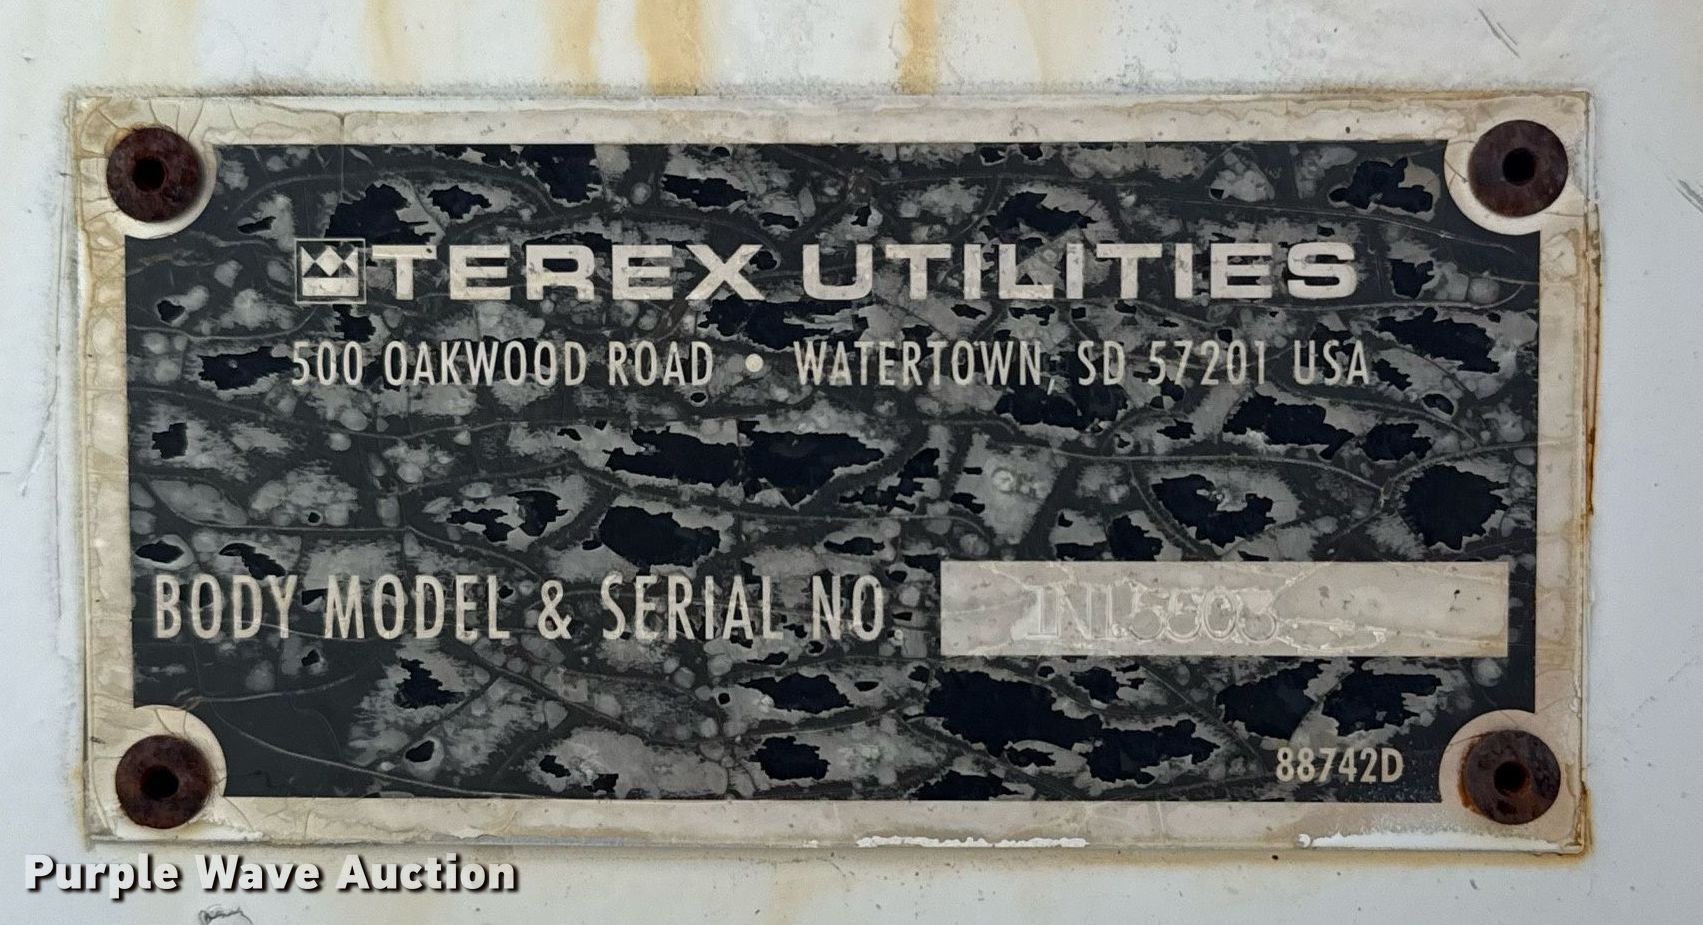 TEREX UTILITIES
500 OAKWOOD ROAD • WATERTOWN, SD 57201 USA
BODY MODEL & SERIAL NO.
88742D
Purple Wave Auction